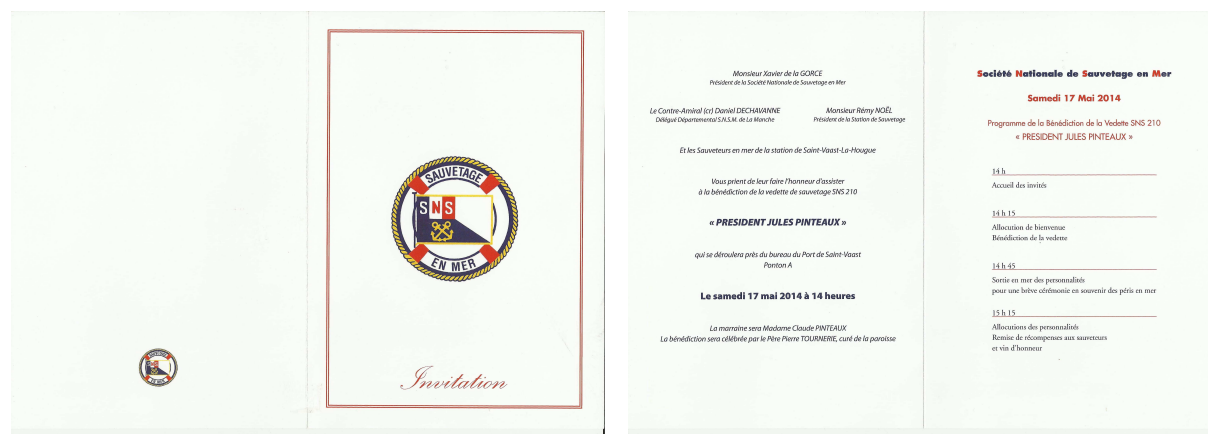 SAUVETAGE
SNS
EN MER
SAUVETAGE
EN MER
Invitation
Monsieur Xavier de la GORCE
Président de la Société Nationale de Sauvetage en Mer
Le Contre-Amiral (cr) Daniel DECHAVANNE
Délégué Départemental S.N.S.M. de La Manche
Monsieur Rémy NOËL
Président de la Station de Sauvetage
Et les Sauveteurs en mer de la station de Saint-Vaast-La-Hougue
Vous prient de leur faire l'honneur d'assister
à la bénédiction de la vedette de sauvetage SNS 210
« PRESIDENT JULES PINTEAUX »
qui se déroulera près du bureau du Port de Saint-Vaast
Ponton A
Le samedi 17 mai 2014 à 14 heures
La marraine sera Madame Claude PINTEAUX
La bénédiction sera célébrée par le Père Pierre TOURNERIE, curé de la paroisse
Société Nationale de Sauvetage en Mer
Samedi 17 Mai 2014
Programme de la Bénédiction de la Vedette SNS 210
« PRESIDENT JULES PINTEAUX »
14 h
Accueil des invités
14 h 15
Allocution de bienvenue
Bénédiction de la vedette
14 h 45
Sortie en mer des personnalités
pour une brève cérémonie en souvenir des péris en mer
15 h 15
Allocutions des personnalités
Remise de récompenses aux sauveteurs
et vin d'honneur